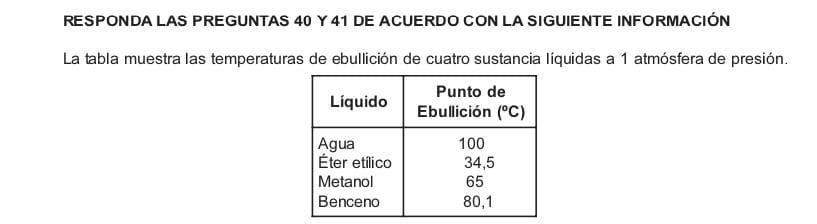 RESPONDA LAS PREGUNTAS 40 Y 41 DE ACUERDO CON LA SIGUIENTE INFORMACIÓN
La tabla muestra las temperaturas de ebullición de cuatro sustancia líquidas a 1 atmósfera de presión.
Líquido Punto de Ebullición (ºC)
Agua 100
Éter etílico 34,5
Metanol 65
Benceno 80,1